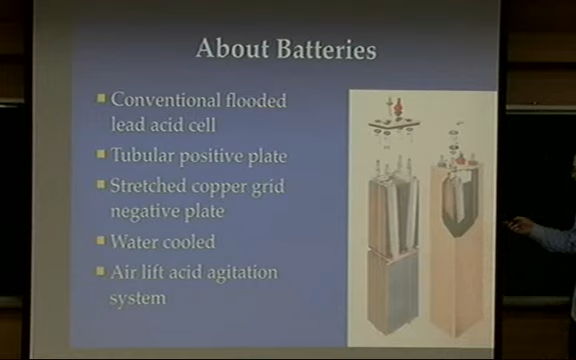 About Batteries
Conventional flooded
lead acid cell
Tubular positive plate
Stretched copper grid
negative plate
Water cooled
Air lift acid agitation
system